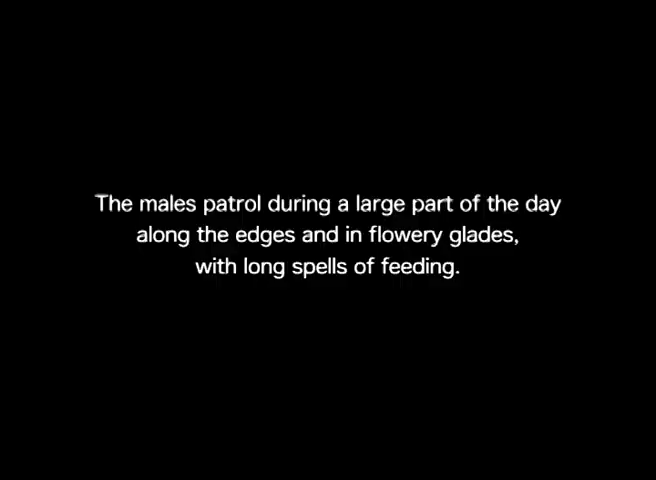 The males patrol during a large part of the day
along the edges and in flowery glades,
with long spells of feeding.